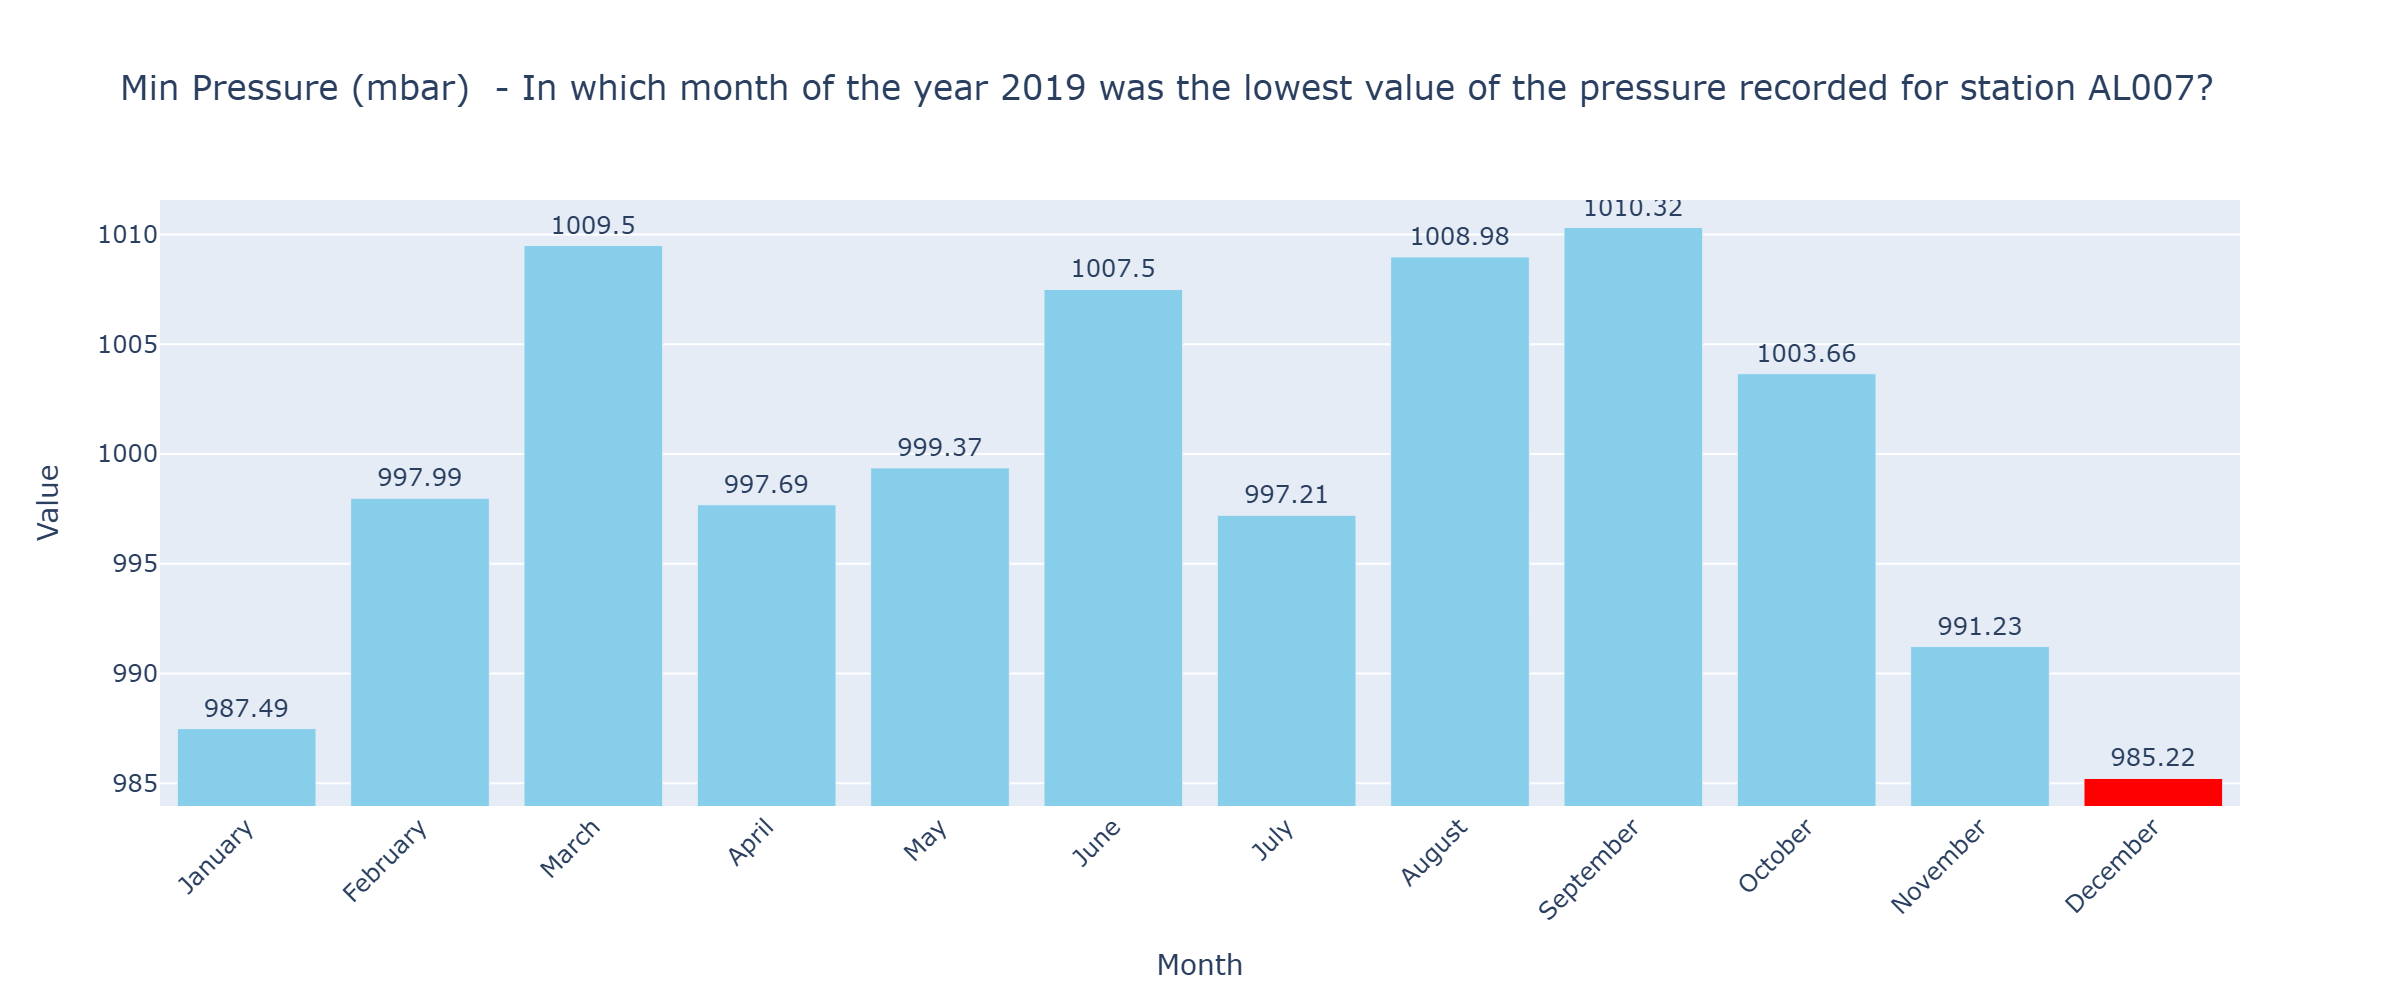 Min Pressure (mbar)  - In which month of the year 2019 was the lowest value of the pressure recorded for station AL007?
1010.32
1009.5
1010
1008.98
1007.5
1005
1003.66
999.37
1000
997.99
997.69
997.21
Value
995
991.23
990
987.49
985.22
985
January
February
March
April
May
June
July
August
September
October
November
December
Month